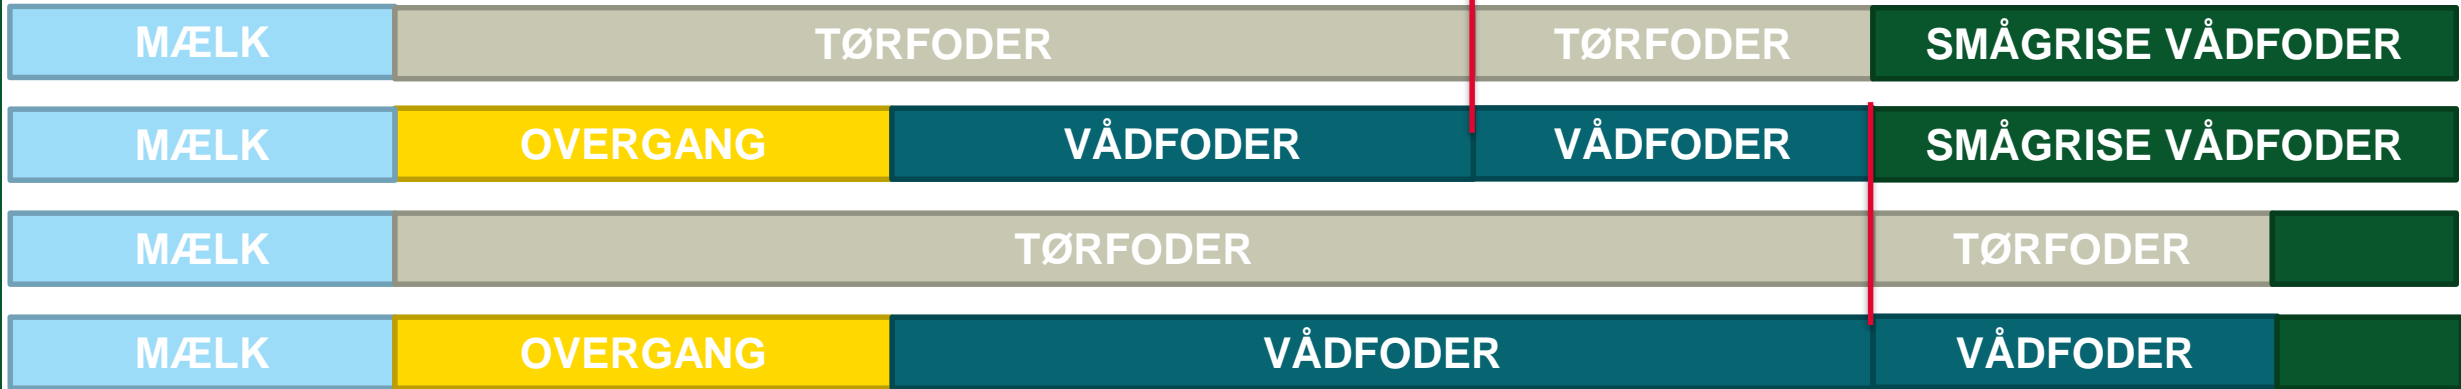 MÆLK TØRFODER TØRFODER SMÅGRISE VÅDFODER
MÆLK OVERGANG VÅDFODER VÅDFODER SMÅGRISE VÅDFODER
MÆLK TØRFODER TØRFODER
MÆLK OVERGANG VÅDFODER VÅDFODER